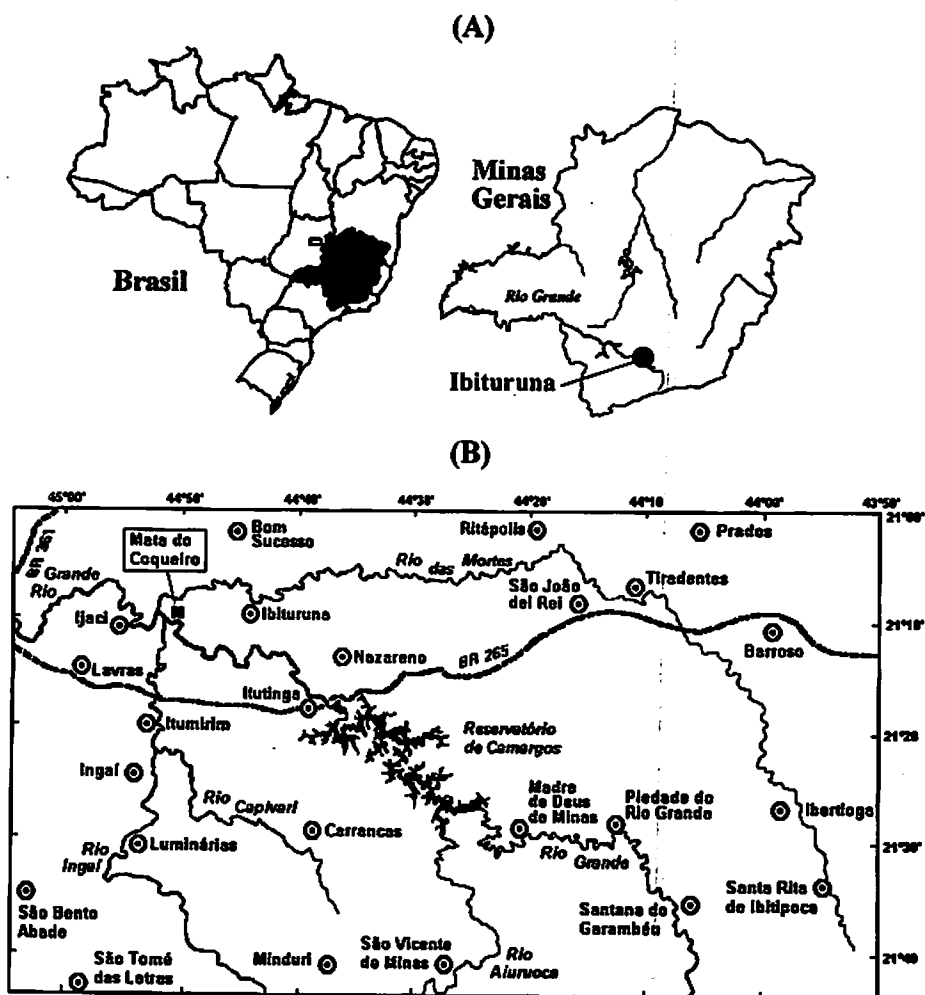 (A)
Minas
Gerais
Brasil
Rio Grande
Ibituruna
(B)
45°00' 44°50' 44°40' 44°30' 44°20' 44°10' 44°00' 43°50'
21°00'
BR 261
Mata do
Coqueiro
Bom
Sucesso
Ritápolis
Prados
Rio das Mortes
Grande
Rio
São João
del Rei
Tiradentes
Ijaci
Ibituruna
21°10'
Lavras
Nazareno
BR 265
Barroso
Itutinga
Itumirim
Reservatório
de Camargos
21°20'
Ingaí
Rio
Capivari
Madre
de Deus
de Minas
Piedade do
Rio Grande
Ibertioga
Carrancas
Luminárias
Rio
Ingaí
Rio
Grande
21°30'
São Bento
Abade
Santana do
Garambéu
Santa Rita
de Ibitipoca
São Tomé
das Letras
Minduri
São Vicente
de Minas
Rio
Aiuruoca
21°40'